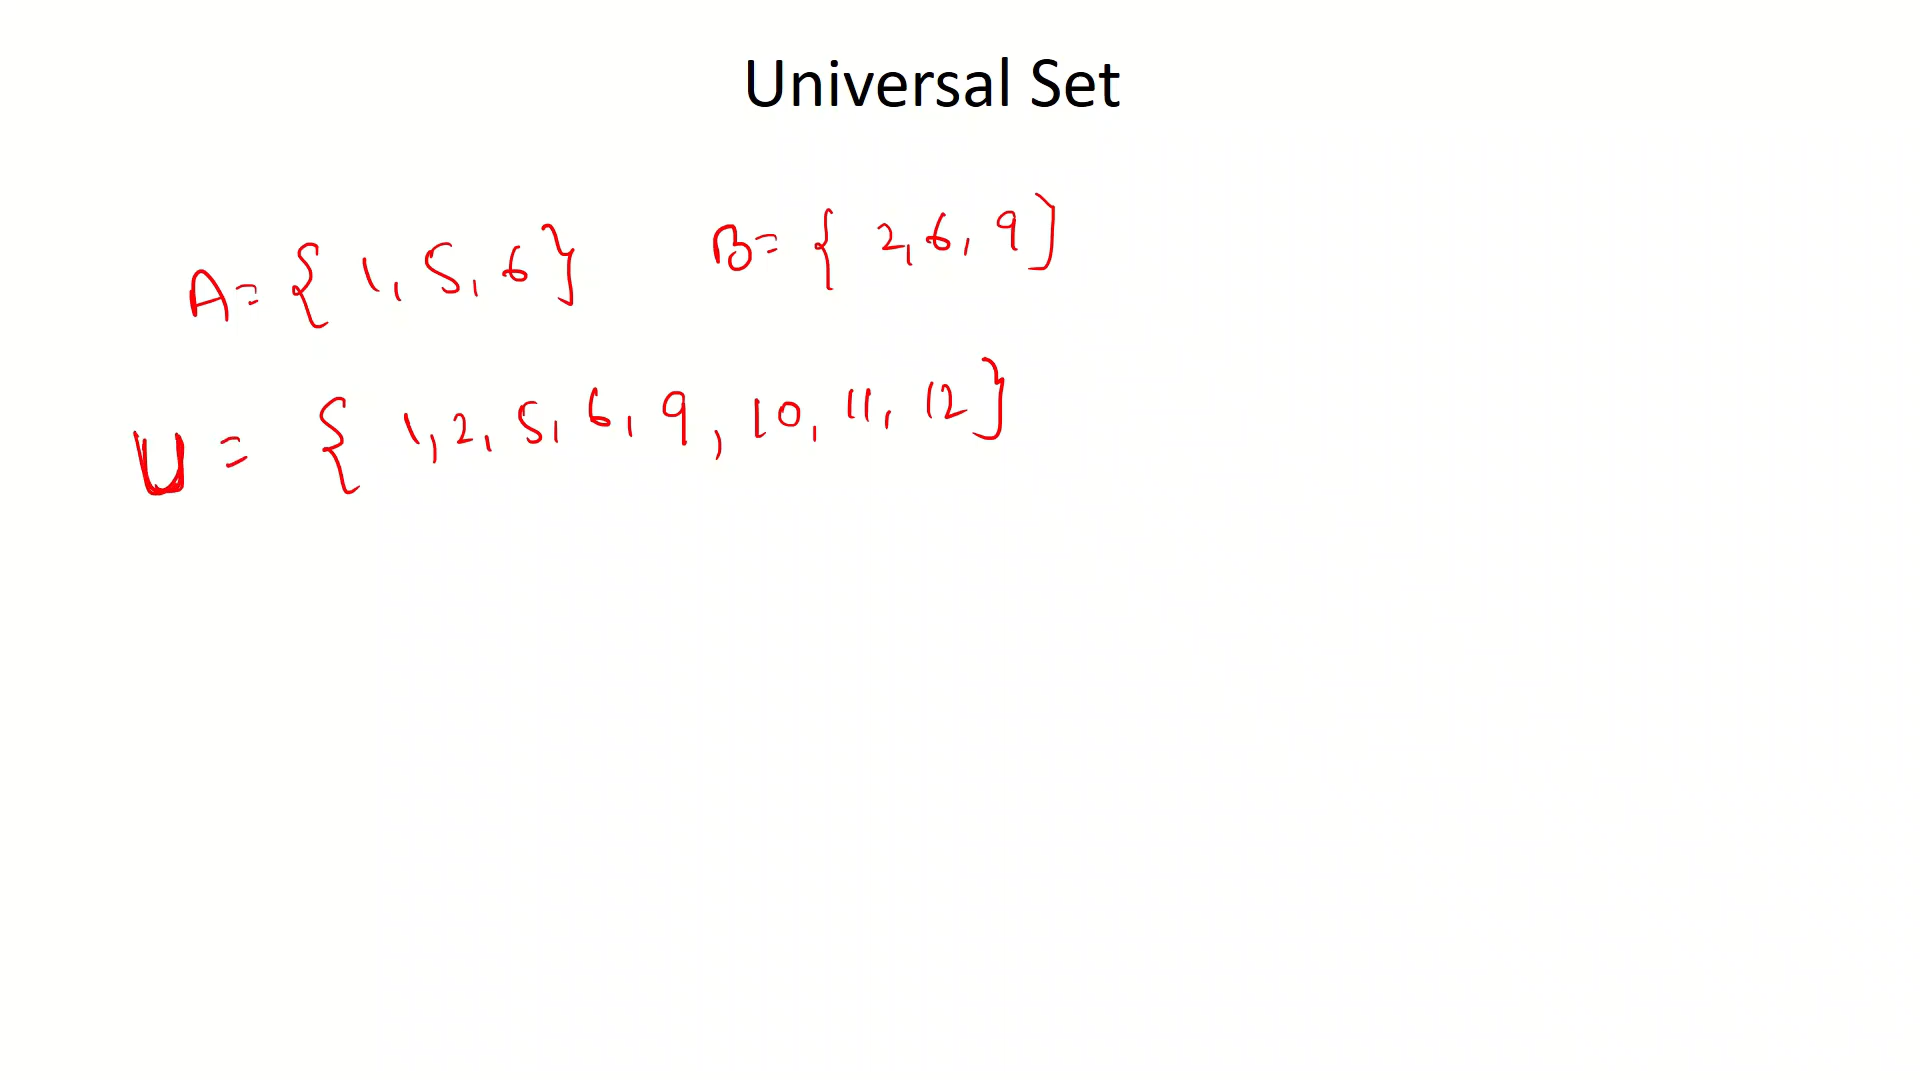 Universal Set
A = { 1, 5, 6 } B = { 2, 6, 9 }
U = { 1, 2, 5, 6, 9, 10, 11, 12 }